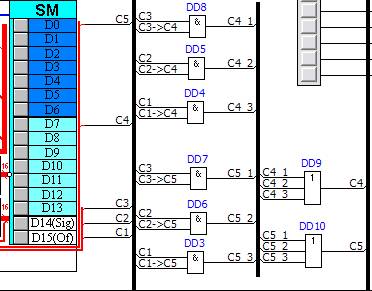 SM
D0
D1
D2
D3
D4
D5
D6
D7
D8
D9
D10
D11
D12
D13
D14(Sig)
D15(Of)
16
16
C5
C4
C3
C2
C1
DD8
C3
C3->C4
&
C4 1
DD5
C2
C2->C4
&
C4 2
DD4
C1
C1->C4
&
C4 3
DD7
C3
C3->C5
&
C5 1
DD6
C2
C2->C5
&
C5 2
DD3
C1
C1->C5
&
C5 3
DD9
C4 1
C4 2
C4 3
1
C4
DD10
C5 1
C5 2
C5 3
1
C5